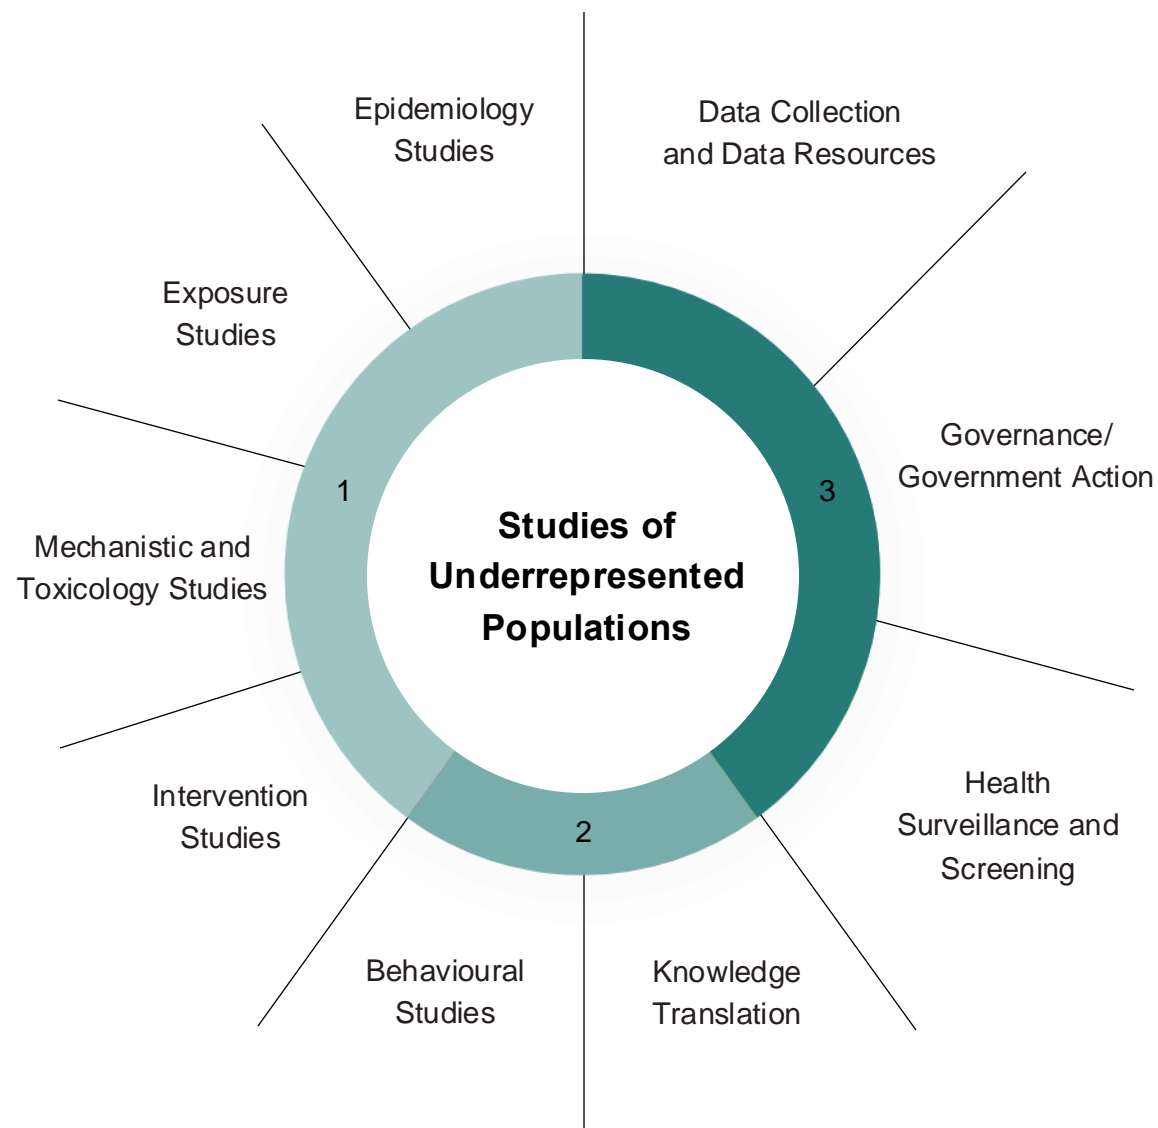 Epidemiology
Studies
Data Collection
and Data Resources
Exposure
Studies
Governance/
Government Action
1
3
Mechanistic and
Toxicology Studies
Studies of
Underrepresented
Populations
Intervention
Studies
2
Health
Surveillance and
Screening
Behavioural
Studies
Knowledge
Translation